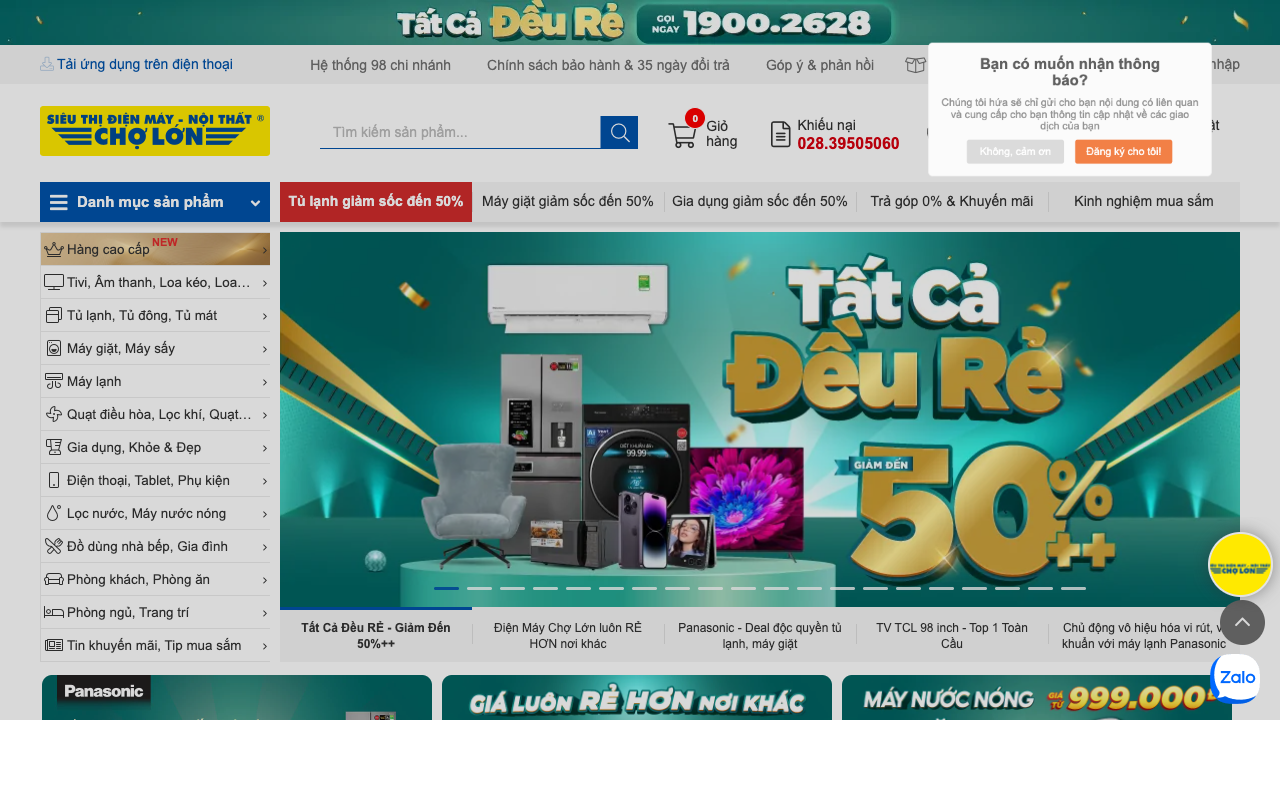 Tất Cả Đều Rẻ GỌI NGAY 1900.2628
Tải ứng dụng trên điện thoại
Hệ thống 98 chi nhánh
Chính sách bảo hành & 35 ngày đổi trả
Góp ý & phản hồi
nhập
Bạn có muốn nhận thông
báo?
Chúng tôi hứa sẽ chỉ gửi cho bạn nội dung có liên quan
và cung cấp cho bạn thông tin cập nhật về các giao
dịch của bạn
Không, cảm ơn
Đăng ký cho tôi!
SIÊU THỊ ĐIỆN MÁY - NỘI THẤT ®
CHỢ LỚN
Tìm kiếm sản phẩm...
0
Giỏ
hàng
Khiếu nại
028.39505060
Danh mục sản phẩm
Tủ lạnh giảm sốc đến 50%
Máy giặt giảm sốc đến 50%
Gia dụng giảm sốc đến 50%
Trả góp 0% & Khuyến mãi
Kinh nghiệm mua sắm
Hàng cao cấp NEW
Tivi, Âm thanh, Loa kéo, Loa…
Tủ lạnh, Tủ đông, Tủ mát
Máy giặt, Máy sấy
Máy lạnh
Quạt điều hòa, Lọc khí, Quạt…
Gia dụng, Khỏe & Đẹp
Điện thoại, Tablet, Phụ kiện
Lọc nước, Máy nước nóng
Đồ dùng nhà bếp, Gia đình
Phòng khách, Phòng ăn
Phòng ngủ, Trang trí
Tin khuyến mãi, Tip mua sắm
Tất Cả
Đều Rẻ
GIẢM ĐẾN
50%++
99.99
SIÊU THỊ ĐIỆN MÁY - NỘI THẤT
CHỢ LỚN
Tất Cả Đều RẺ - Giảm Đến
50%++
Điện Máy Chợ Lớn luôn RẺ
HƠN nơi khác
Panasonic - Deal độc quyền tủ
lạnh, máy giặt
TV TCL 98 inch - Top 1 Toàn
Cầu
Chủ động vô hiệu hóa vi rút, v
khuẩn với máy lạnh Panasonic
Zalo
Panasonic
GIÁ LUÔN RẺ HƠN NƠI KHÁC
MÁY NƯỚC NÓNG GIÁ TỪ 999.000đ